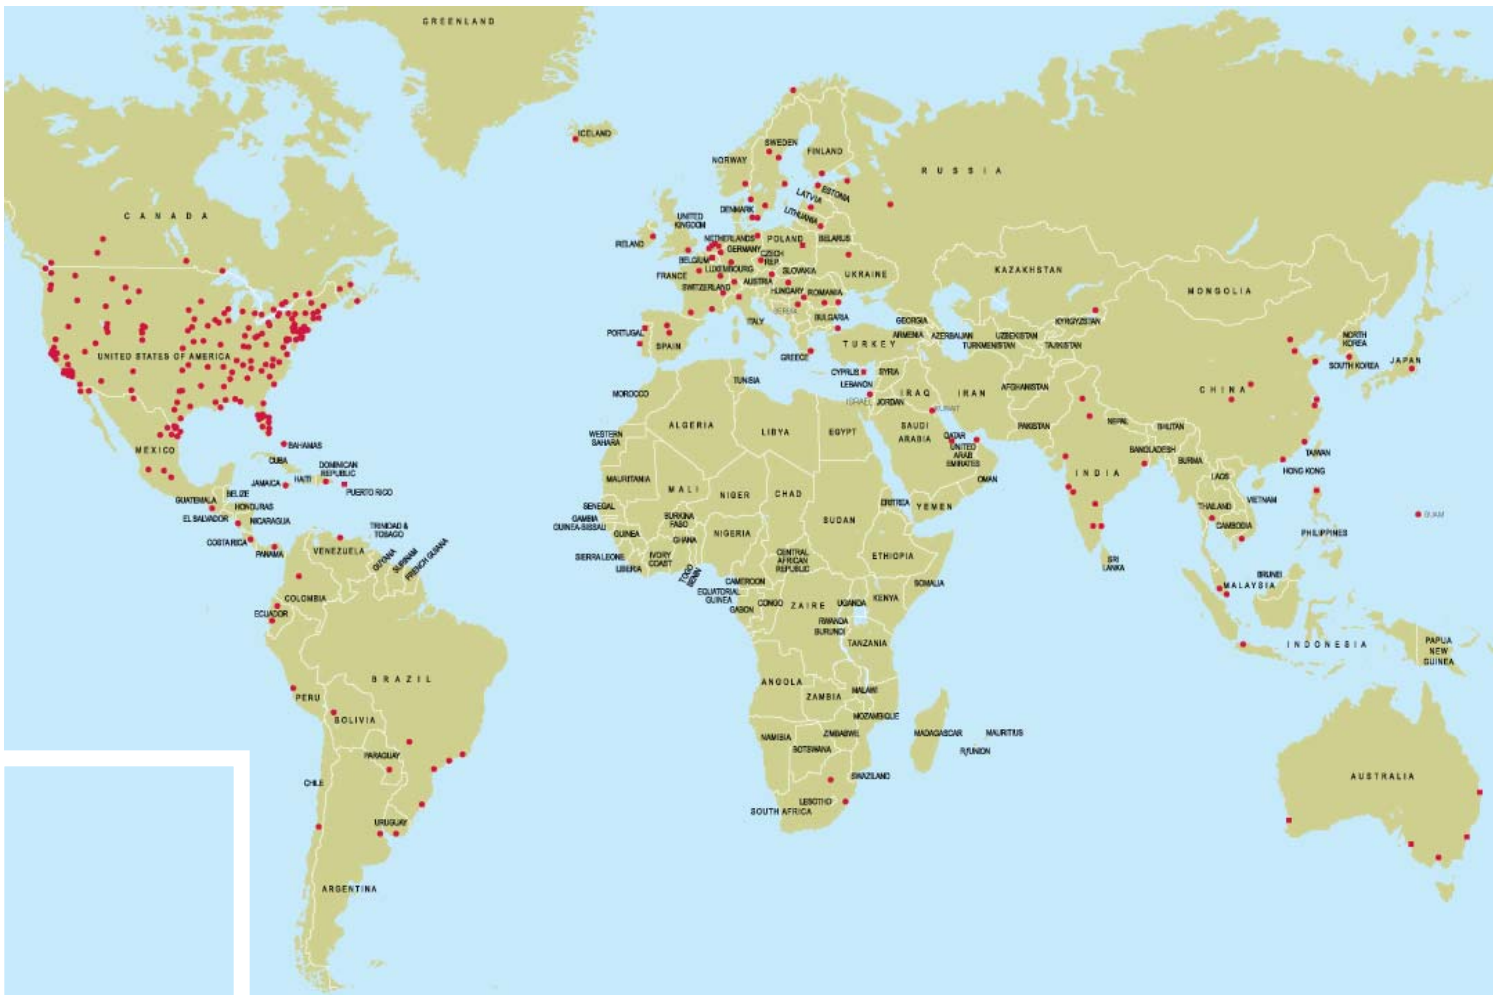 GREENLAND
ICELAND
SWEDEN
FINLAND
NORWAY
RUSSIA
ESTONIA
LATVIA
LITHUANIA
DENMARK
CANADA
UNITED
KINGDOM
IRELAND
NETHERLANDS
POLAND
BELARUS
GERMANY
BELGIUM
CZECH
REP.
LUXEMBOURG
SLOVAKIA
FRANCE
UKRAINE
KAZAKHSTAN
AUSTRIA
SWITZERLAND
HUNGARY
ROMANIA
MONGOLIA
SERBIA
BULGARIA
ITALY
GEORGIA
KYRGYZSTAN
PORTUGAL
SPAIN
ARMENIA
AZERBAIJAN
UZBEKISTAN
TURKMENISTAN
TAJIKISTAN
TURKEY
GREECE
NORTH
KOREA
SOUTH KOREA
JAPAN
UNITED STATES OF AMERICA
CYPRUS
SYRIA
LEBANON
TUNISIA
MOROCCO
ISRAEL
JORDAN
IRAQ
IRAN
AFGHANISTAN
CHINA
KUWAIT
ALGERIA
LIBYA
EGYPT
SAUDI
ARABIA
PAKISTAN
NEPAL
BHUTAN
WESTERN
SAHARA
QATAR
UNITED
ARAB
EMIRATES
BANGLADESH
BURMA
TAIWAN
HONG KONG
BAHAMAS
MEXICO
CUBA
INDIA
DOMINICAN
REPUBLIC
HAITI
JAMAICA
PUERTO RICO
MAURITANIA
MALI
NIGER
CHAD
OMAN
LAOS
BELIZE
GUATEMALA
HONDURAS
EL SALVADOR
NICARAGUA
SENEGAL
GAMBIA
GUINEA-BISSAU
GUINEA
BURKINA
FASO
GHANA
NIGERIA
SUDAN
ERITREA
YEMEN
THAILAND
VIETNAM
CAMBODIA
GUAM
PHILIPPINES
COSTA RICA
PANAMA
TRINIDAD &
TOBAGO
VENEZUELA
GUYANA
SURINAM
FRENCH GUIANA
SIERRA LEONE
LIBERIA
IVORY
COAST
TOGO
BENIN
CENTRAL
AFRICAN
REPUBLIC
ETHIOPIA
SRI
LANKA
CAMEROON
EQUATORIAL
GUINEA
SOMALIA
BRUNEI
MALAYSIA
COLOMBIA
ECUADOR
GABON
CONGO
ZAIRE
UGANDA
KENYA
RWANDA
BURUNDI
TANZANIA
INDONESIA
PAPUA
NEW
GUINEA
BRAZIL
PERU
BOLIVIA
ANGOLA
ZAMBIA
MALAWI
MOZAMBIQUE
NAMIBIA
ZIMBABWE
BOTSWANA
MADAGASCAR
MAURITIUS
PARAGUAY
CHILE
SWAZILAND
LESOTHO
SOUTH AFRICA
AUSTRALIA
URUGUAY
ARGENTINA